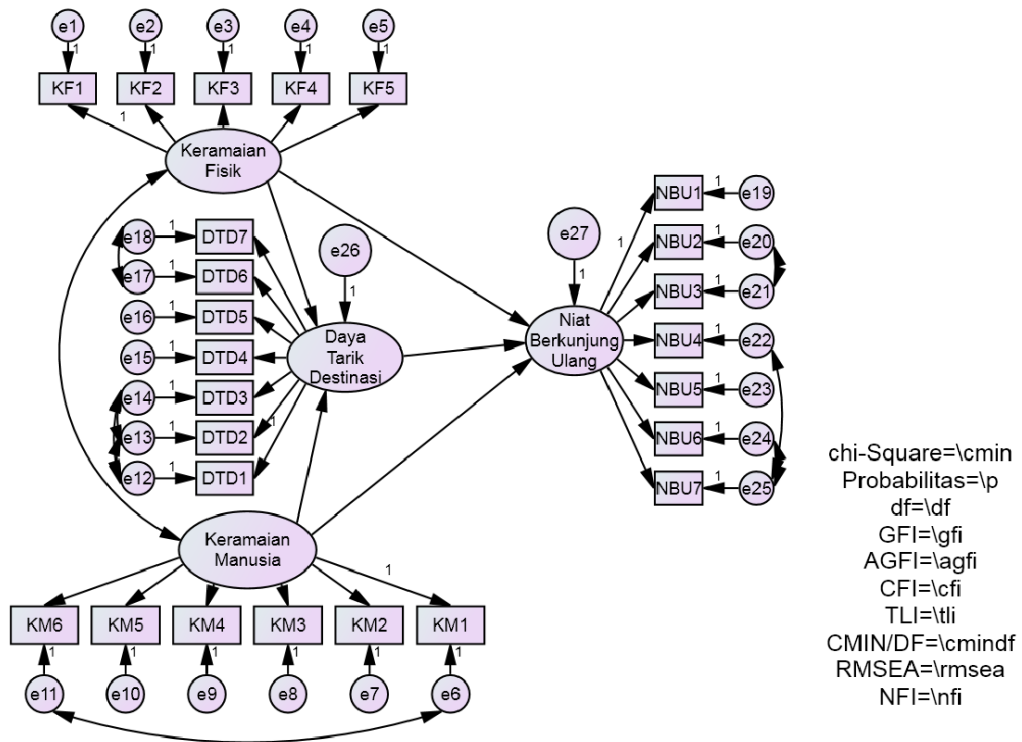 e1 e2 e3 e4 e5
1 1 1 1 1
KF1 KF2 KF3 KF4 KF5
1
Keramaian
Fisik
e18 1 DTD7
e17 1 DTD6
e16 1 DTD5
e15 1 DTD4
e14 1 DTD3
e13 1 DTD2 1
e12 1 DTD1
e26
1
Daya
Tarik
Destinasi
e27
1
Niat
Berkunjung
Ulang
1
NBU1 1 e19
NBU2 1 e20
NBU3 1 e21
NBU4 1 e22
NBU5 1 e23
NBU6 1 e24
NBU7 1 e25
Keramaian
Manusia
1
KM6 KM5 KM4 KM3 KM2 KM1
1 1 1 1 1 1
e11 e10 e9 e8 e7 e6
chi-Square=\cmin
Probabilitas=\p
df=\df
GFI=\gfi
AGFI=\agfi
CFI=\cfi
TLI=\tli
CMIN/DF=\cmindf
RMSEA=\rmsea
NFI=\nfi